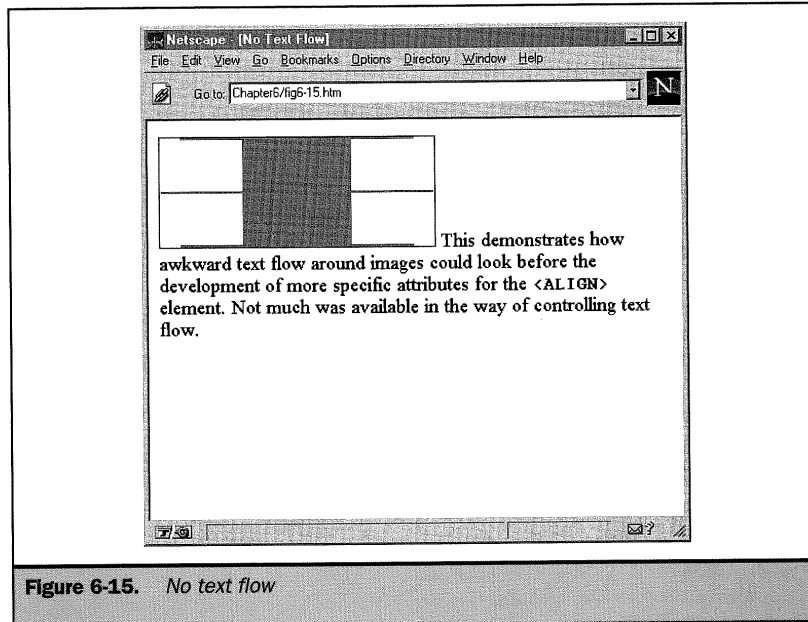 Netscape - [No Text Flow]
File Edit View Go Bookmarks Options Directory Window Help
Go to: Chapter6/fig6-15.htm
N
This demonstrates how
awkward text flow around images could look before the
development of more specific attributes for the <ALIGN>
element. Not much was available in the way of controlling text
flow.
?
Figure 6-15. No text flow